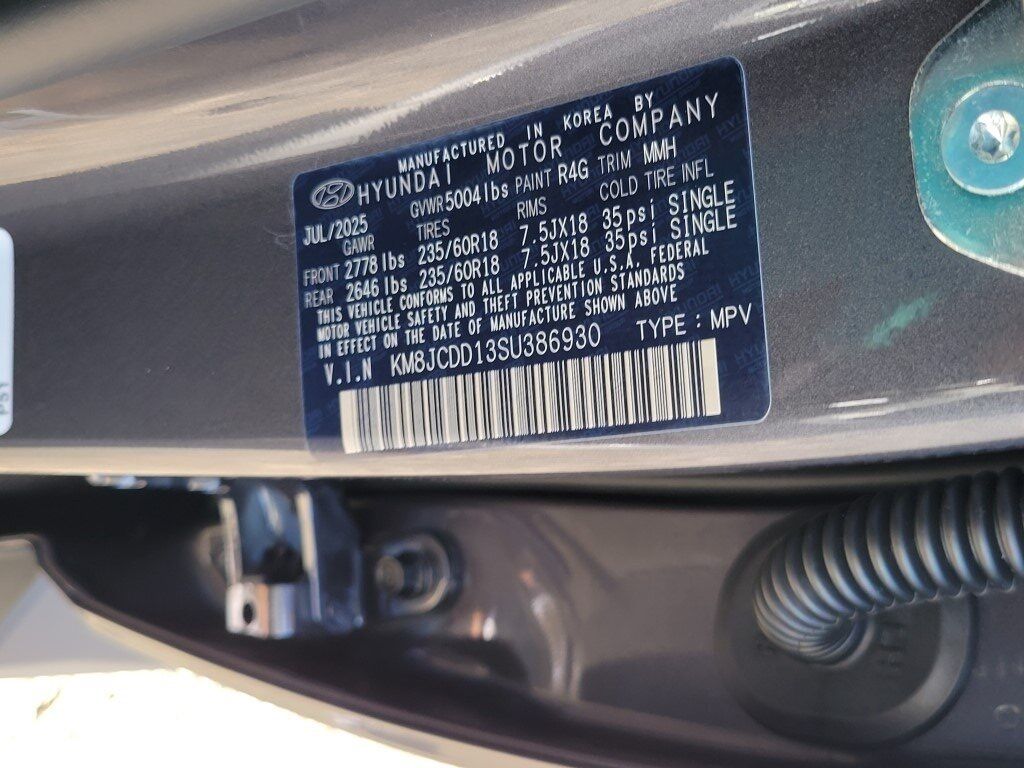 MANUFACTURED IN KOREA BY
HYUNDAI MOTOR COMPANY
JUL/2025 GVWR 5004 lbs PAINT R4G TRIM MMH
GAWR TIRES RIMS COLD TIRE INFL
FRONT 2778 lbs 235/60R18 7.5JX18 35psi SINGLE
REAR 2646 lbs 235/60R18 7.5JX18 35psi SINGLE
THIS VEHICLE CONFORMS TO ALL APPLICABLE U.S.A. FEDERAL
MOTOR VEHICLE SAFETY AND THEFT PREVENTION STANDARDS
IN EFFECT ON THE DATE OF MANUFACTURE SHOWN ABOVE
V.I.N KM8JCDD13SU386930 TYPE: MPV
PS1